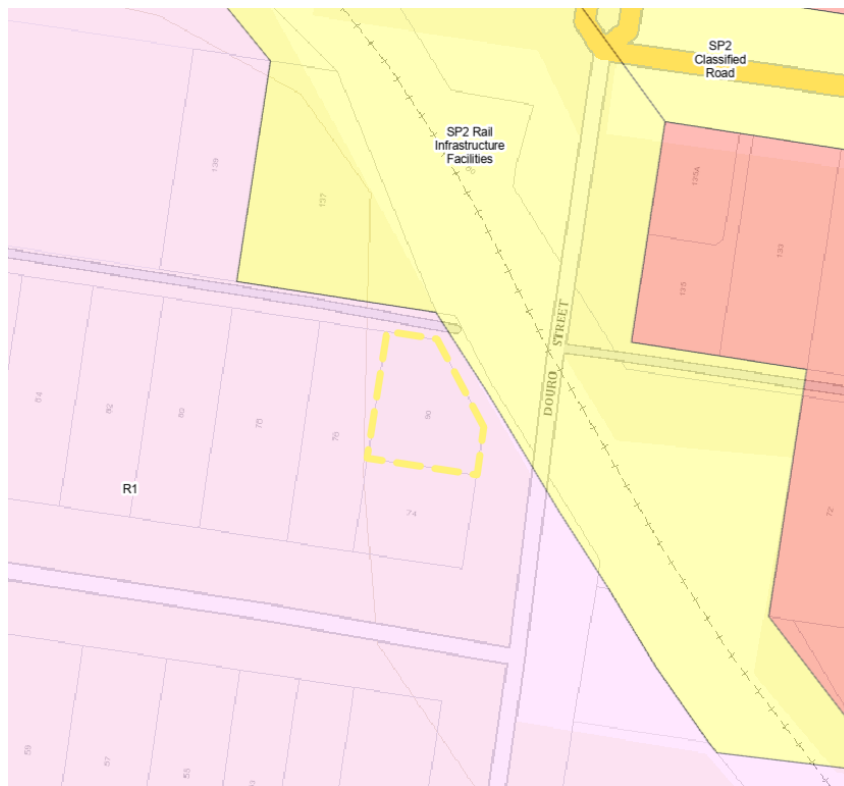 SP2
Classified
Road
SP2 Rail
Infrastructure
Facilities
60
139
137
135A
133
135
DOURO STREET
84
82
80
78
76
90
R1
74
72
59
57
55